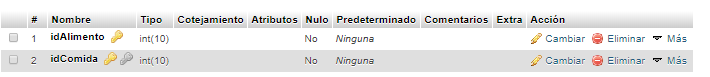 # Nombre Tipo Cotejamiento Atributos Nulo Predeterminado Comentarios Extra Acción
1 idAlimento int(10) No Ninguna Cambiar Eliminar Más
2 idComida int(10) No Ninguna Cambiar Eliminar Más